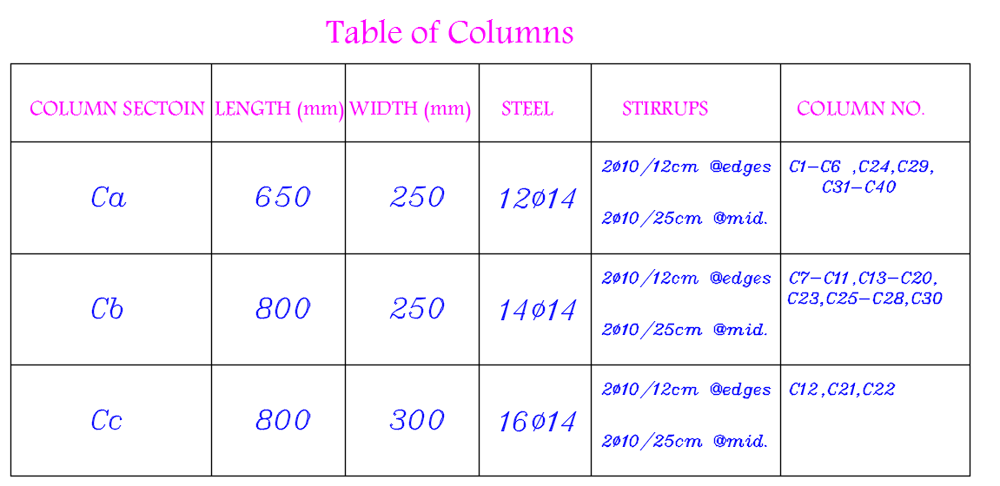 Table of Columns
COLUMN SECTOIN LENGTH (mm) WIDTH (mm) STEEL STIRRUPS COLUMN NO.
Ca 650 250 12ø14
2ø10/12cm @edges
2ø10/25cm @mid.
C1-C6 ,C24,C29,
C31-C40
Cb 800 250 14ø14
2ø10/12cm @edges
2ø10/25cm @mid.
C7-C11,C13-C20,
C23,C25-C28,C30
Cc 800 300 16ø14
2ø10/12cm @edges
2ø10/25cm @mid.
C12,C21,C22